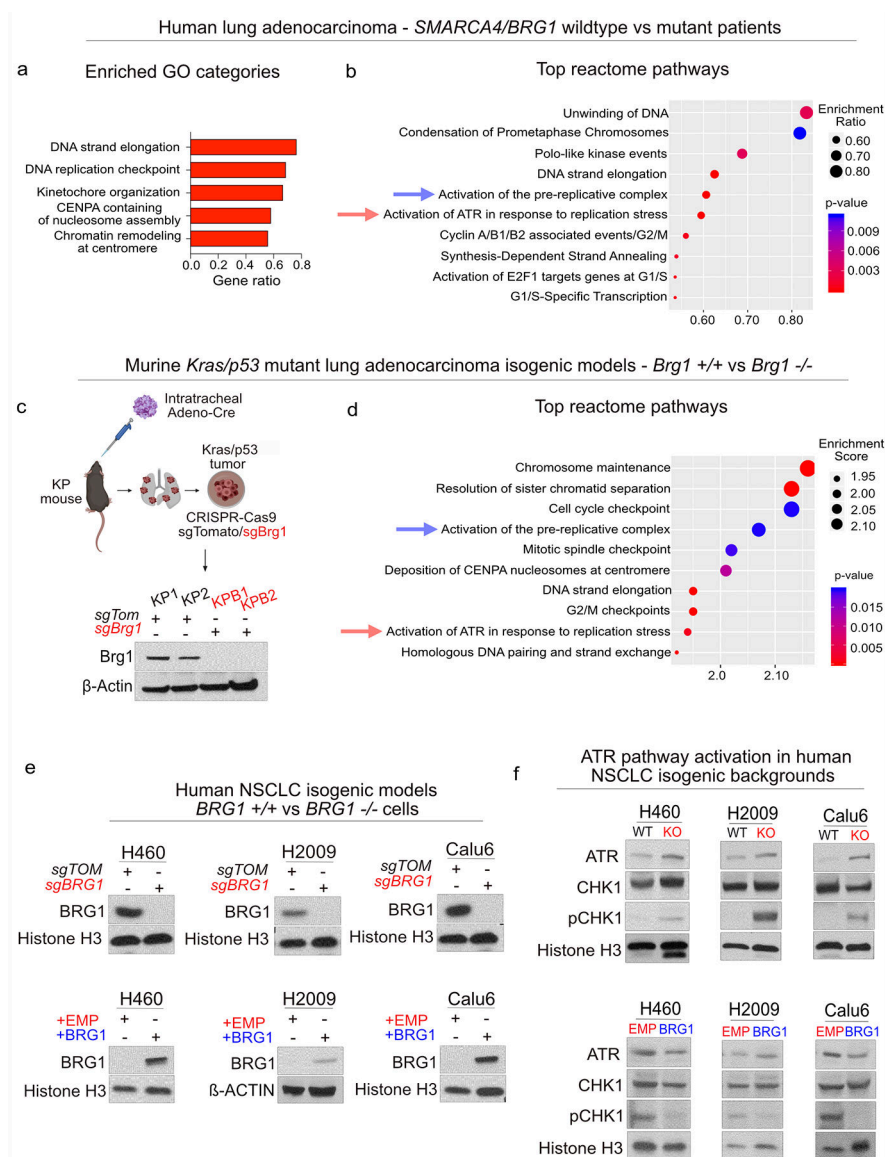 Human lung adenocarcinoma - SMARCA4/BRG1 wildtype vs mutant patients
a
Enriched GO categories
DNA strand elongation
DNA replication checkpoint
Kinetochore organization
CENPA containing
of nucleosome assembly
Chromatin remodeling
at centromere
0.0 0.2 0.4 0.6 0.8
Gene ratio
b
Top reactome pathways
Unwinding of DNA
Condensation of Prometaphase Chromosomes
Polo-like kinase events
DNA strand elongation
Activation of the pre-replicative complex
Activation of ATR in response to replication stress
Cyclin A/B1/B2 associated events/G2/M
Synthesis-Dependent Strand Annealing
Activation of E2F1 targets genes at G1/S
G1/S-Specific Transcription
0.60 0.70 0.80
Enrichment
Ratio
0.60
0.70
0.80
p-value
0.009
0.006
0.003
Murine Kras/p53 mutant lung adenocarcinoma isogenic models - Brg1 +/+ vs Brg1 -/-
c
Intratracheal
Adeno-Cre
KP
mouse
Kras/p53
tumor
CRISPR-Cas9
sgTomato/sgBrg1
KP1 KP2 KPB1 KPB2
sgTom + + - -
sgBrg1 - - + +
Brg1
β-Actin
d
Top reactome pathways
Chromosome maintenance
Resolution of sister chromatid separation
Cell cycle checkpoint
Activation of the pre-replicative complex
Mitotic spindle checkpoint
Deposition of CENPA nucleosomes at centromere
DNA strand elongation
G2/M checkpoints
Activation of ATR in response to replication stress
Homologous DNA pairing and strand exchange
2.0 2.10
Enrichment
Score
1.95
2.00
2.05
2.10
p-value
0.015
0.010
0.005
e
Human NSCLC isogenic models
BRG1 +/+ vs BRG1 -/- cells
H460
sgTOM + -
sgBRG1 - +
BRG1
Histone H3
H2009
sgTOM + -
sgBRG1 - +
BRG1
Histone H3
Calu6
sgTOM + -
sgBRG1 - +
BRG1
Histone H3
H460
+EMP + -
+BRG1 - +
BRG1
Histone H3
H2009
+EMP + -
+BRG1 - +
BRG1
ß-ACTIN
Calu6
+EMP + -
+BRG1 - +
BRG1
Histone H3
f
ATR pathway activation in human
NSCLC isogenic backgrounds
H460 H2009 Calu6
WT KO WT KO WT KO
ATR
CHK1
pCHK1
Histone H3
H460 H2009 Calu6
EMP BRG1 EMP BRG1 EMP BRG1
ATR
CHK1
pCHK1
Histone H3